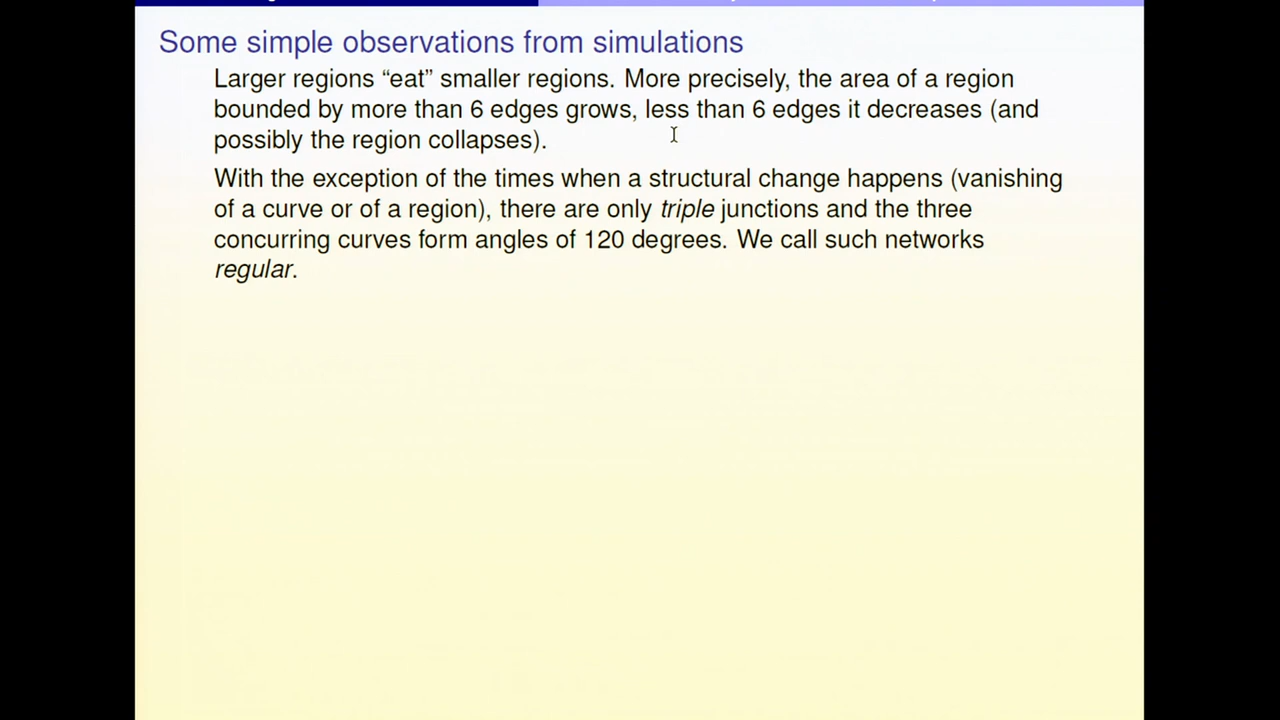 Some simple observations from simulations
Larger regions “eat” smaller regions. More precisely, the area of a region
bounded by more than 6 edges grows, less than 6 edges it decreases (and
possibly the region collapses).
With the exception of the times when a structural change happens (vanishing
of a curve or of a region), there are only triple junctions and the three
concurring curves form angles of 120 degrees. We call such networks
regular.